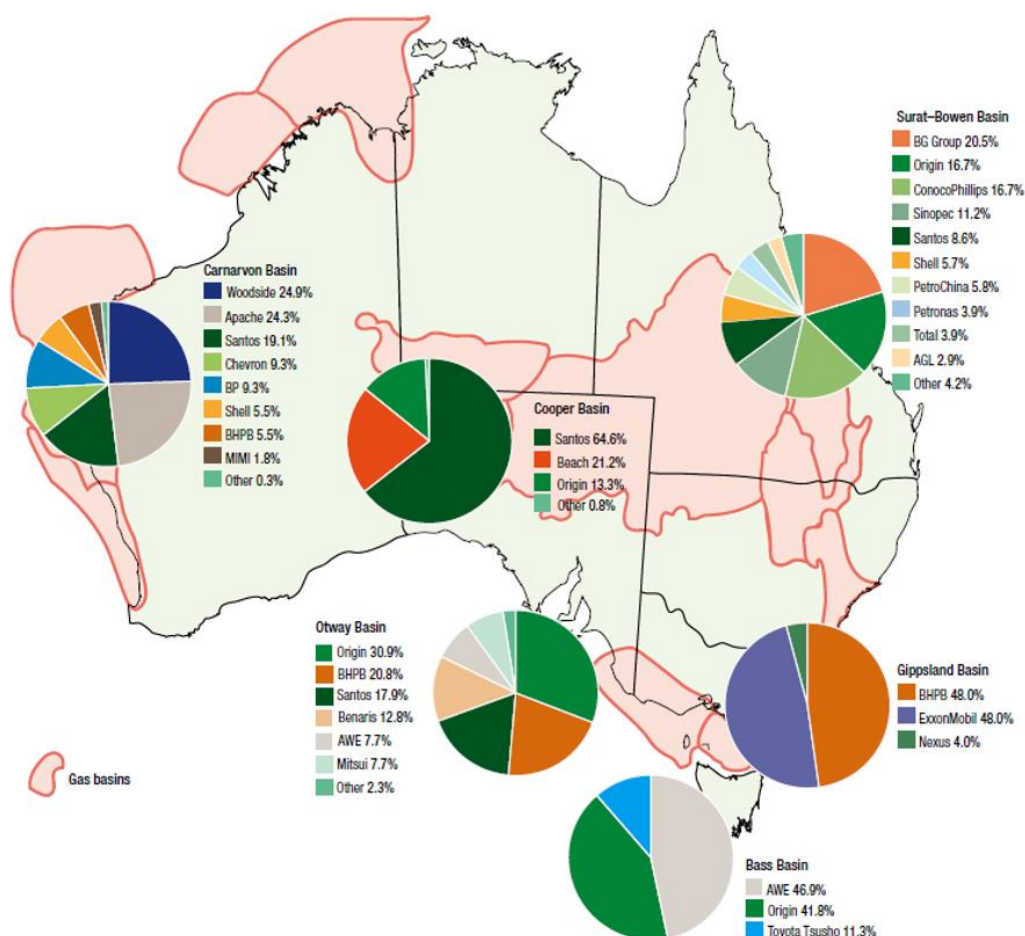 Surat–Bowen Basin
BG Group 20.5%
Origin 16.7%
ConocoPhillips 16.7%
Sinopec 11.2%
Santos 8.6%
Shell 5.7%
PetroChina 5.8%
Petronas 3.9%
Total 3.9%
AGL 2.9%
Other 4.2%
Carnarvon Basin
Woodside 24.9%
Apache 24.3%
Santos 19.1%
Chevron 9.3%
BP 9.3%
Shell 5.5%
BHPB 5.5%
MIMI 1.8%
Other 0.3%
Cooper Basin
Santos 64.6%
Beach 21.2%
Origin 13.3%
Other 0.8%
Otway Basin
Origin 30.9%
BHPB 20.8%
Santos 17.9%
Benaris 12.8%
AWE 7.7%
Mitsui 7.7%
Other 2.3%
Gippsland Basin
BHPB 48.0%
ExxonMobil 48.0%
Nexus 4.0%
Gas basins
Bass Basin
AWE 46.9%
Origin 41.8%
Toyota Tsusho 11.3%